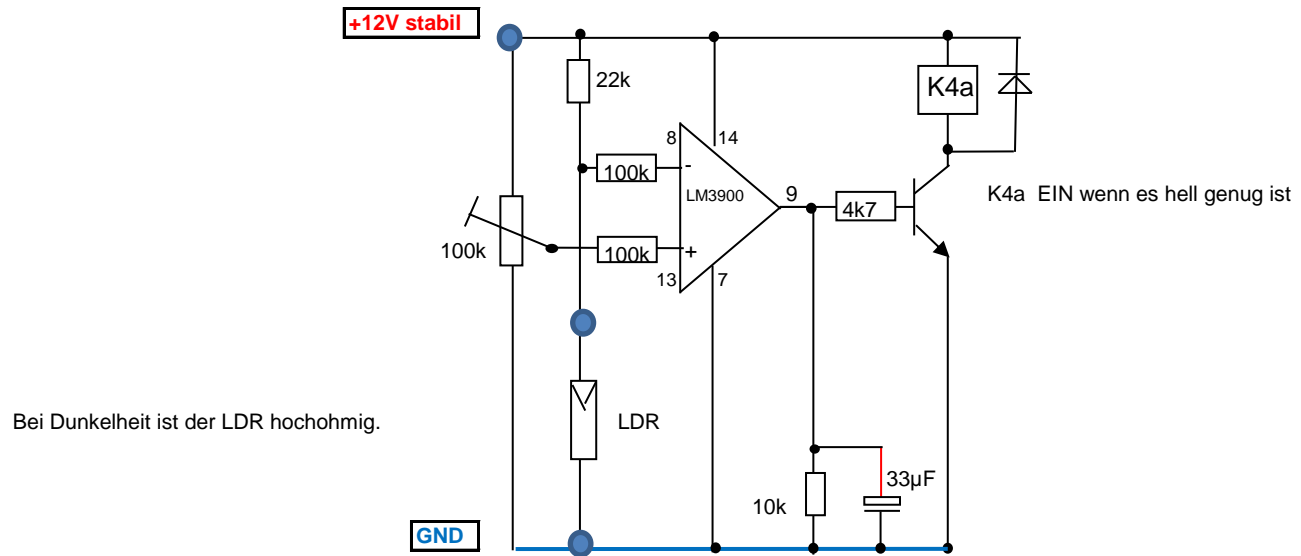 +12V stabil
22k
K4a
8
14
100k
-
LM3900
9
4k7
K4a EIN wenn es hell genug ist
100k
100k
+
13
7
Bei Dunkelheit ist der LDR hochohmig.
LDR
10k
33µF
GND